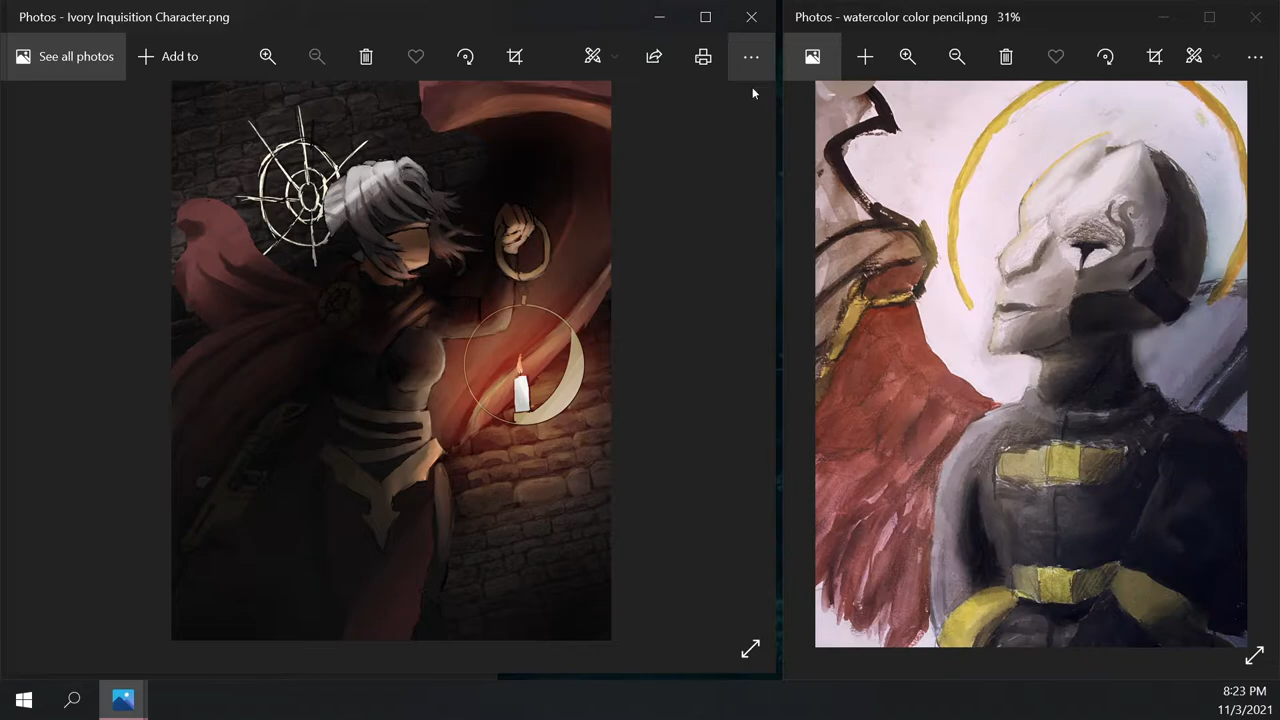 Photos - Ivory Inquisition Character.png
Photos - watercolor color pencil.png 31%
See all photos
Add to
8:23 PM
11/3/2021